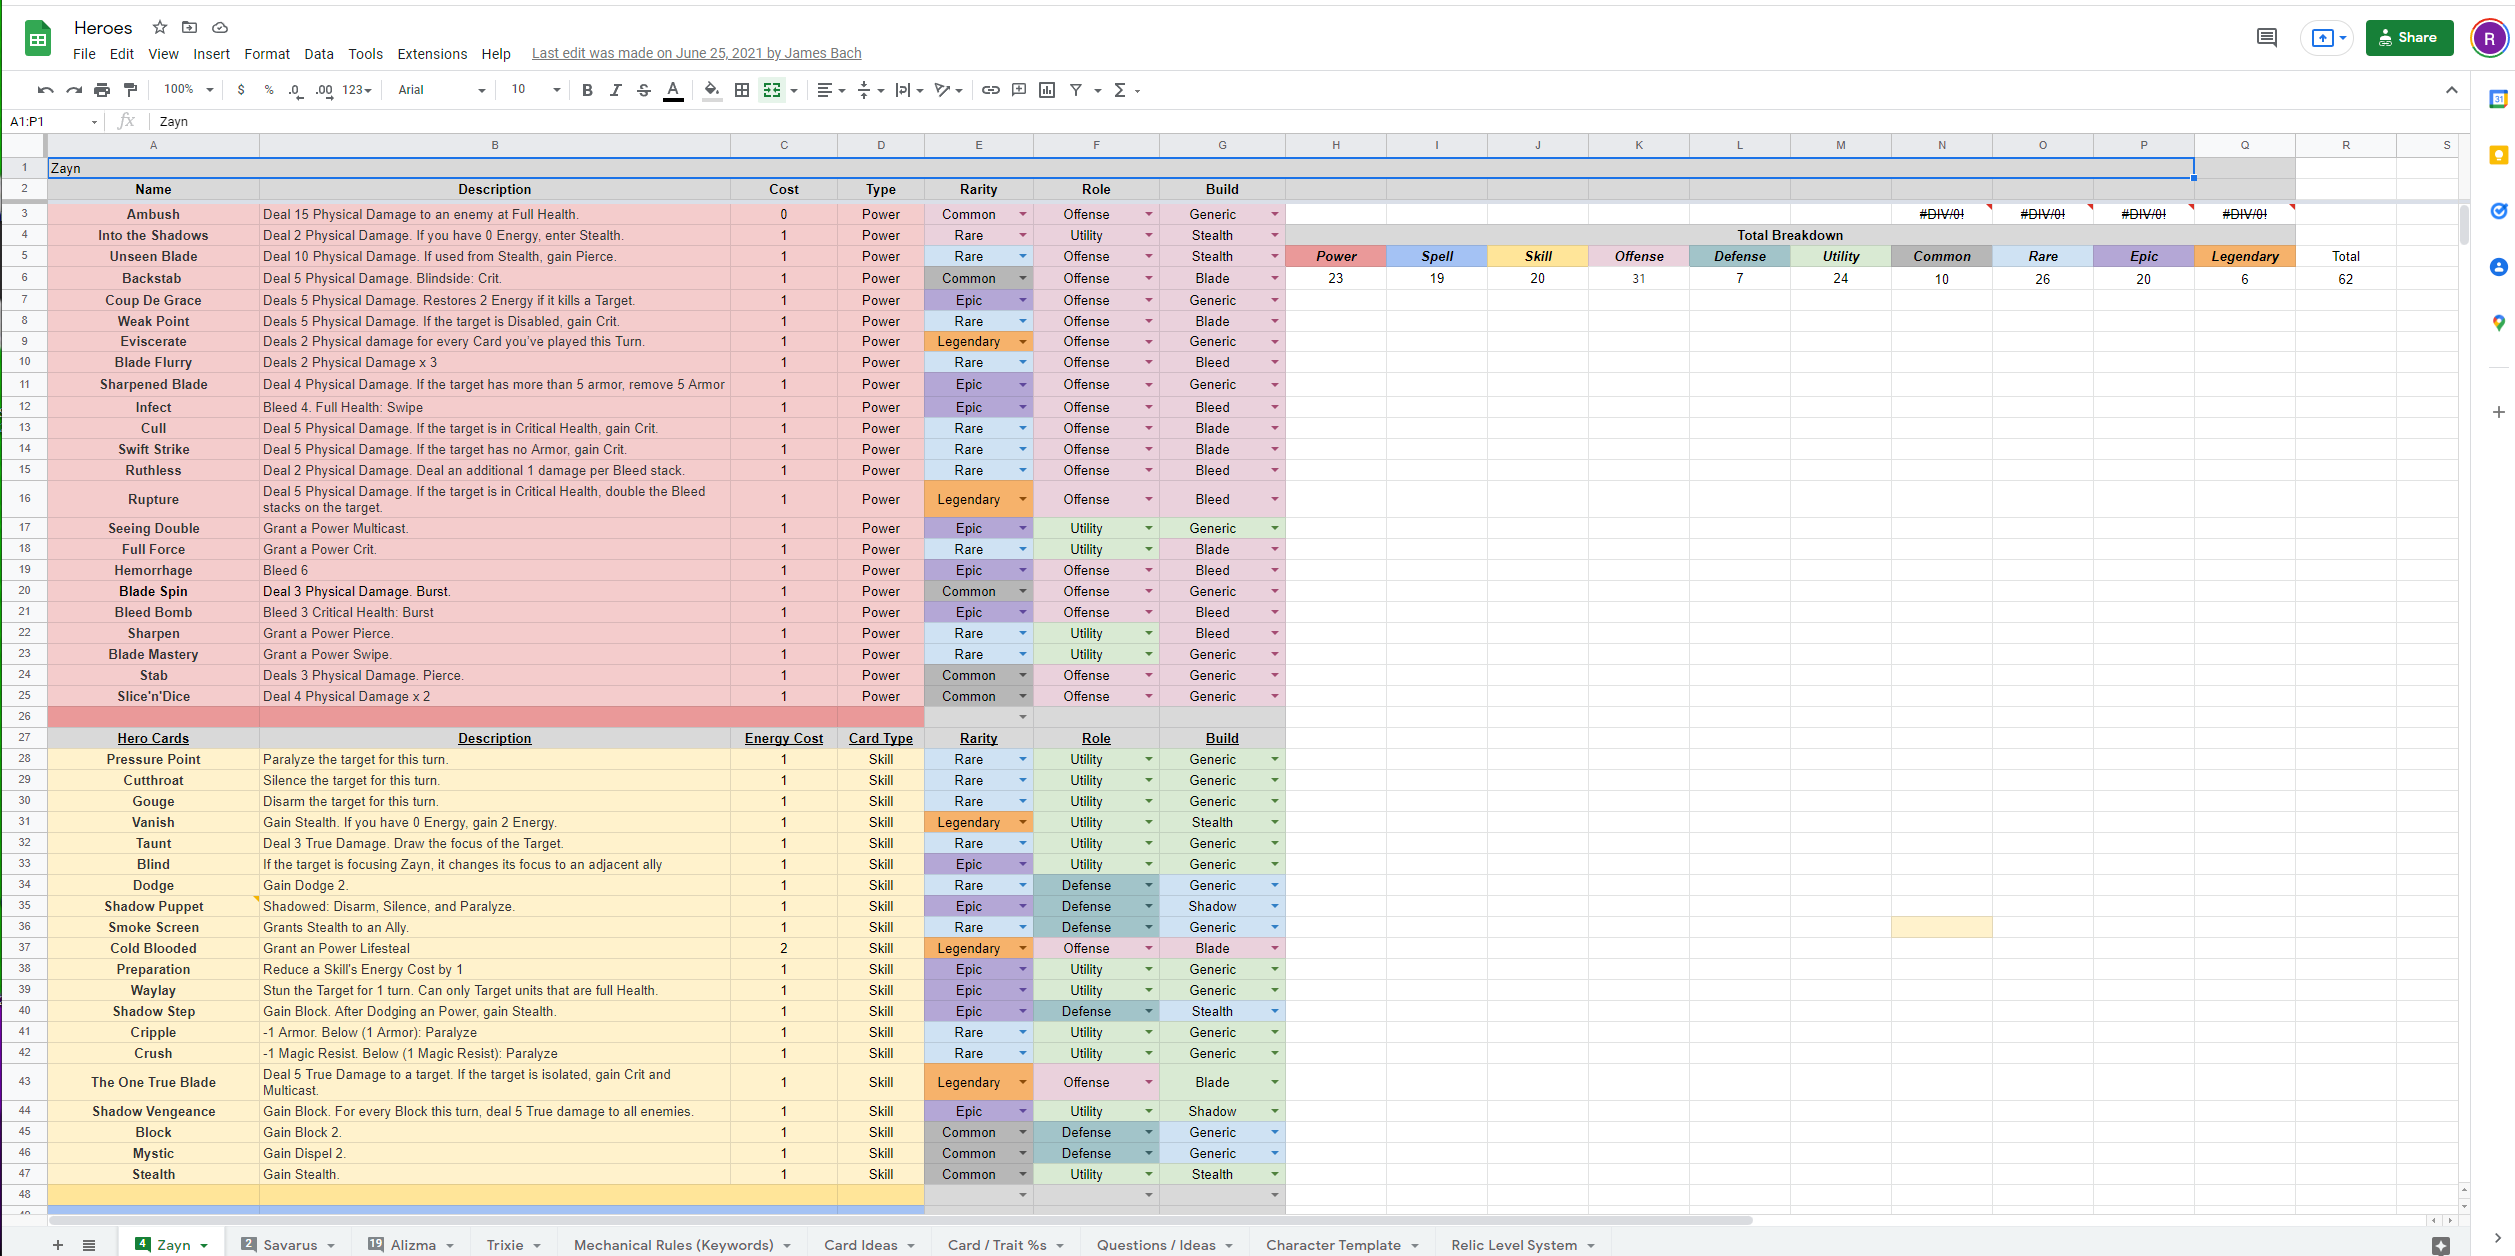 Heroes
File Edit View Insert Format Data Tools Extensions Help Last edit was made on June 25, 2021 by James Bach
Share
R
100% $ % .0 .00 123 Arial 10 B I S A Σ
31
A1:P1 fx Zayn
A B C D E F G H I J K L M N O P Q R S
1 Zayn
2 Name Description Cost Type Rarity Role Build
3 Ambush Deal 15 Physical Damage to an enemy at Full Health. 0 Power Common Offense Generic #DIV/0! #DIV/0! #DIV/0! #DIV/0!
4 Into the Shadows Deal 2 Physical Damage. If you have 0 Energy, enter Stealth. 1 Power Rare Utility Stealth Total Breakdown
5 Unseen Blade Deal 10 Physical Damage. If used from Stealth, gain Pierce. 1 Power Rare Offense Stealth Power Spell Skill Offense Defense Utility Common Rare Epic Legendary Total
6 Backstab Deal 5 Physical Damage. Blindside: Crit. 1 Power Common Offense Blade 23 19 20 31 7 24 10 26 20 6 62
7 Coup De Grace Deals 5 Physical Damage. Restores 2 Energy if it kills a Target. 1 Power Epic Offense Generic
8 Weak Point Deals 5 Physical Damage. If the target is Disabled, gain Crit. 1 Power Rare Offense Blade
9 Eviscerate Deals 2 Physical damage for every Card you've played this Turn. 1 Power Legendary Offense Generic
10 Blade Flurry Deals 2 Physical Damage x 3 1 Power Rare Offense Bleed
11 Sharpened Blade Deal 4 Physical Damage. If the target has more than 5 armor, remove 5 Armor 1 Power Epic Offense Generic
12 Infect Bleed 4. Full Health: Swipe 1 Power Epic Offense Bleed
13 Cull Deal 5 Physical Damage. If the target is in Critical Health, gain Crit. 1 Power Rare Offense Blade
14 Swift Strike Deal 5 Physical Damage. If the target has no Armor, gain Crit. 1 Power Rare Offense Blade
15 Ruthless Deal 2 Physical Damage. Deal an additional 1 damage per Bleed stack. 1 Power Rare Offense Bleed
16 Rupture Deal 5 Physical Damage. If the target is in Critical Health, double the Bleed
stacks on the target. 1 Power Legendary Offense Bleed
17 Seeing Double Grant a Power Multicast. 1 Power Epic Utility Generic
18 Full Force Grant a Power Crit. 1 Power Rare Utility Blade
19 Hemorrhage Bleed 6 1 Power Epic Offense Bleed
20 Blade Spin Deal 3 Physical Damage. Burst. 1 Power Common Offense Generic
21 Bleed Bomb Bleed 3 Critical Health: Burst 1 Power Epic Offense Bleed
22 Sharpen Grant a Power Pierce. 1 Power Rare Utility Bleed
23 Blade Mastery Grant a Power Swipe. 1 Power Rare Utility Generic
24 Stab Deals 3 Physical Damage. Pierce. 1 Power Common Offense Generic
25 Slice'n'Dice Deal 4 Physical Damage x 2 1 Power Common Offense Generic
26
27 Hero Cards Description Energy Cost Card Type Rarity Role Build
28 Pressure Point Paralyze the target for this turn. 1 Skill Rare Utility Generic
29 Cutthroat Silence the target for this turn. 1 Skill Rare Utility Generic
30 Gouge Disarm the target for this turn. 1 Skill Rare Utility Generic
31 Vanish Gain Stealth. If you have 0 Energy, gain 2 Energy. 1 Skill Legendary Utility Stealth
32 Taunt Deal 3 True Damage. Draw the focus of the Target. 1 Skill Rare Utility Generic
33 Blind If the target is focusing Zayn, it changes its focus to an adjacent ally 1 Skill Epic Utility Generic
34 Dodge Gain Dodge 2. 1 Skill Rare Defense Generic
35 Shadow Puppet Shadowed: Disarm, Silence, and Paralyze. 1 Skill Epic Defense Shadow
36 Smoke Screen Grants Stealth to an Ally. 1 Skill Rare Defense Generic
37 Cold Blooded Grant an Power Lifesteal 2 Skill Legendary Offense Blade
38 Preparation Reduce a Skill's Energy Cost by 1 1 Skill Epic Utility Generic
39 Waylay Stun the Target for 1 turn. Can only Target units that are full Health. 1 Skill Epic Utility Generic
40 Shadow Step Gain Block. After Dodging an Power, gain Stealth. 1 Skill Epic Defense Stealth
41 Cripple -1 Armor. Below (1 Armor): Paralyze 1 Skill Rare Utility Generic
42 Crush -1 Magic Resist. Below (1 Magic Resist): Paralyze 1 Skill Rare Utility Generic
43 The One True Blade Deal 5 True Damage to a target. If the target is isolated, gain Crit and
Multicast. 1 Skill Legendary Offense Blade
44 Shadow Vengeance Gain Block. For every Block this turn, deal 5 True damage to all enemies. 1 Skill Epic Utility Shadow
45 Block Gain Block 2. 1 Skill Common Defense Generic
46 Mystic Gain Dispel 2. 1 Skill Common Defense Generic
47 Stealth Gain Stealth. 1 Skill Common Utility Stealth
48
49
4 Zayn 2 Savarus 19 Alizma Trixie Mechanical Rules (Keywords) Card Ideas Card / Trait %s Questions / Ideas Character Template Relic Level System